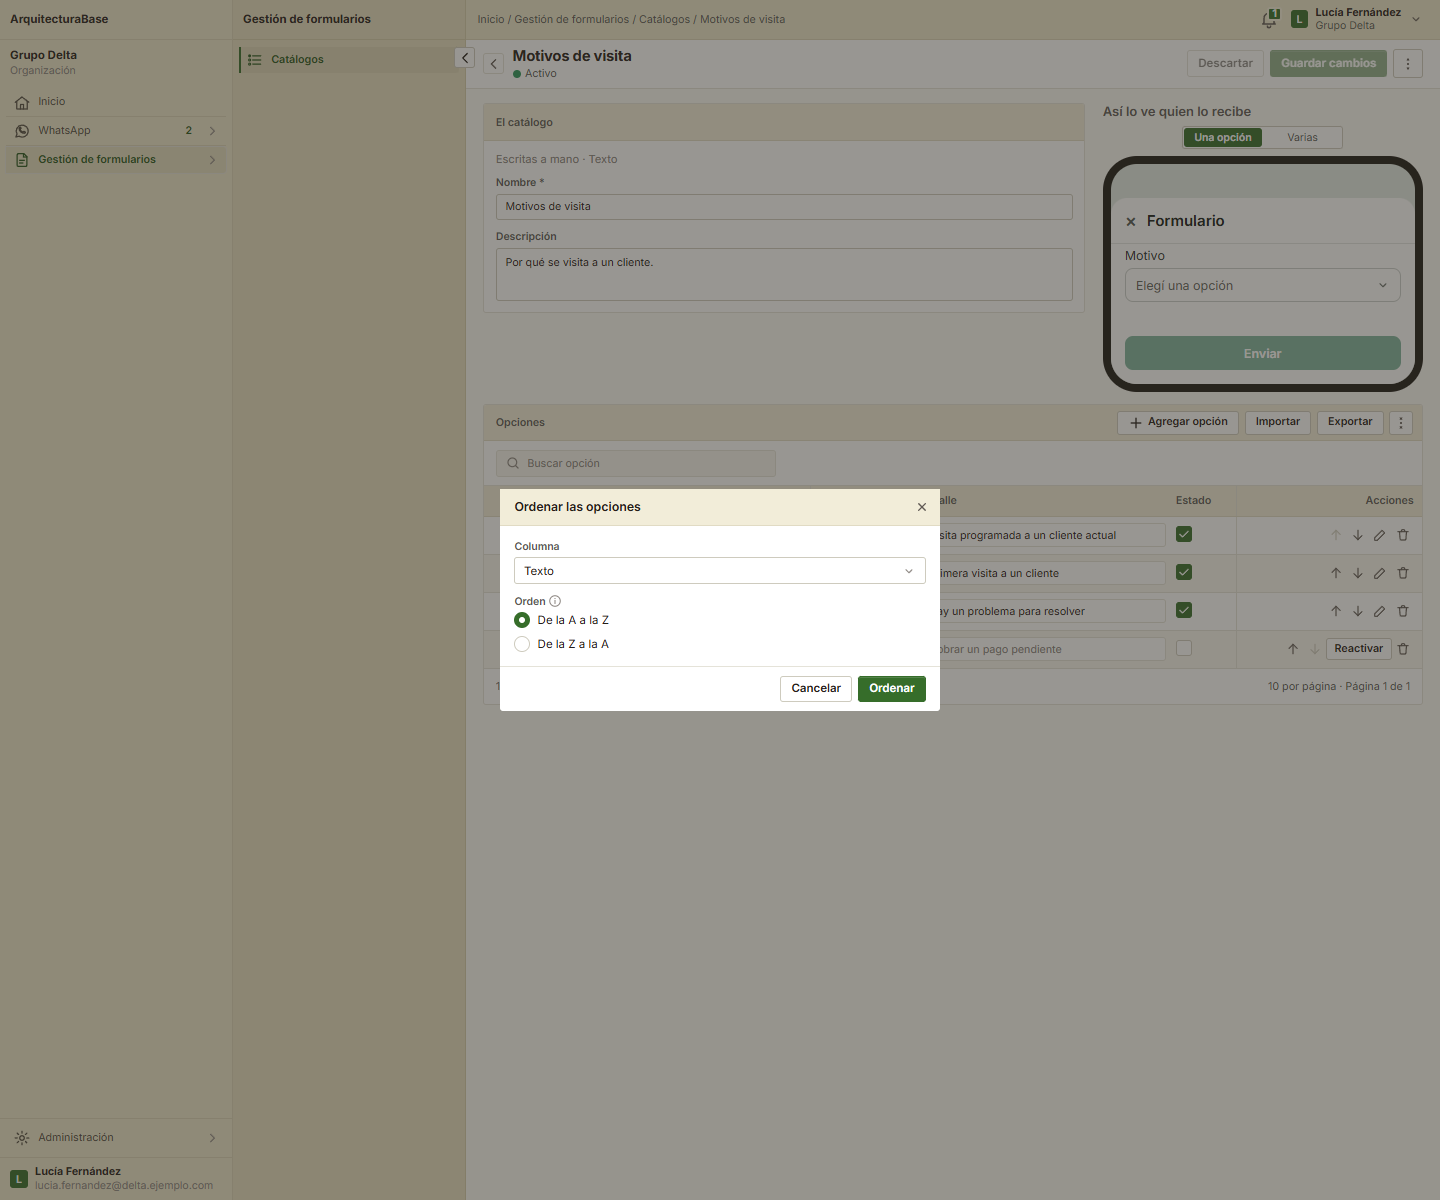 ArquitecturaBase
Gestión de formularios
Inicio / Gestión de formularios / Catálogos / Motivos de visita
1
L
Lucía Fernández
Grupo Delta
Grupo Delta
Organización
Inicio
WhatsApp 2
Gestión de formularios
Catálogos
Motivos de visita
Activo
Descartar
Guardar cambios
El catálogo
Escritas a mano · Texto
Nombre *
Motivos de visita
Descripción
Por qué se visita a un cliente.
Así lo ve quien lo recibe
Una opción
Varias
Formulario
Motivo
Elegí una opción
Enviar
Opciones
Agregar opción
Importar
Exportar
Buscar opción
Estado
Acciones
programada a un cliente actual
visita a un cliente
un problema para resolver
un pago pendiente
Reactivar
10 por página · Página 1 de 1
Ordenar las opciones
Columna
Texto
Orden
De la A a la Z
De la Z a la A
Cancelar
Ordenar
Administración
L
Lucía Fernández
lucia.fernandez@delta.ejemplo.com